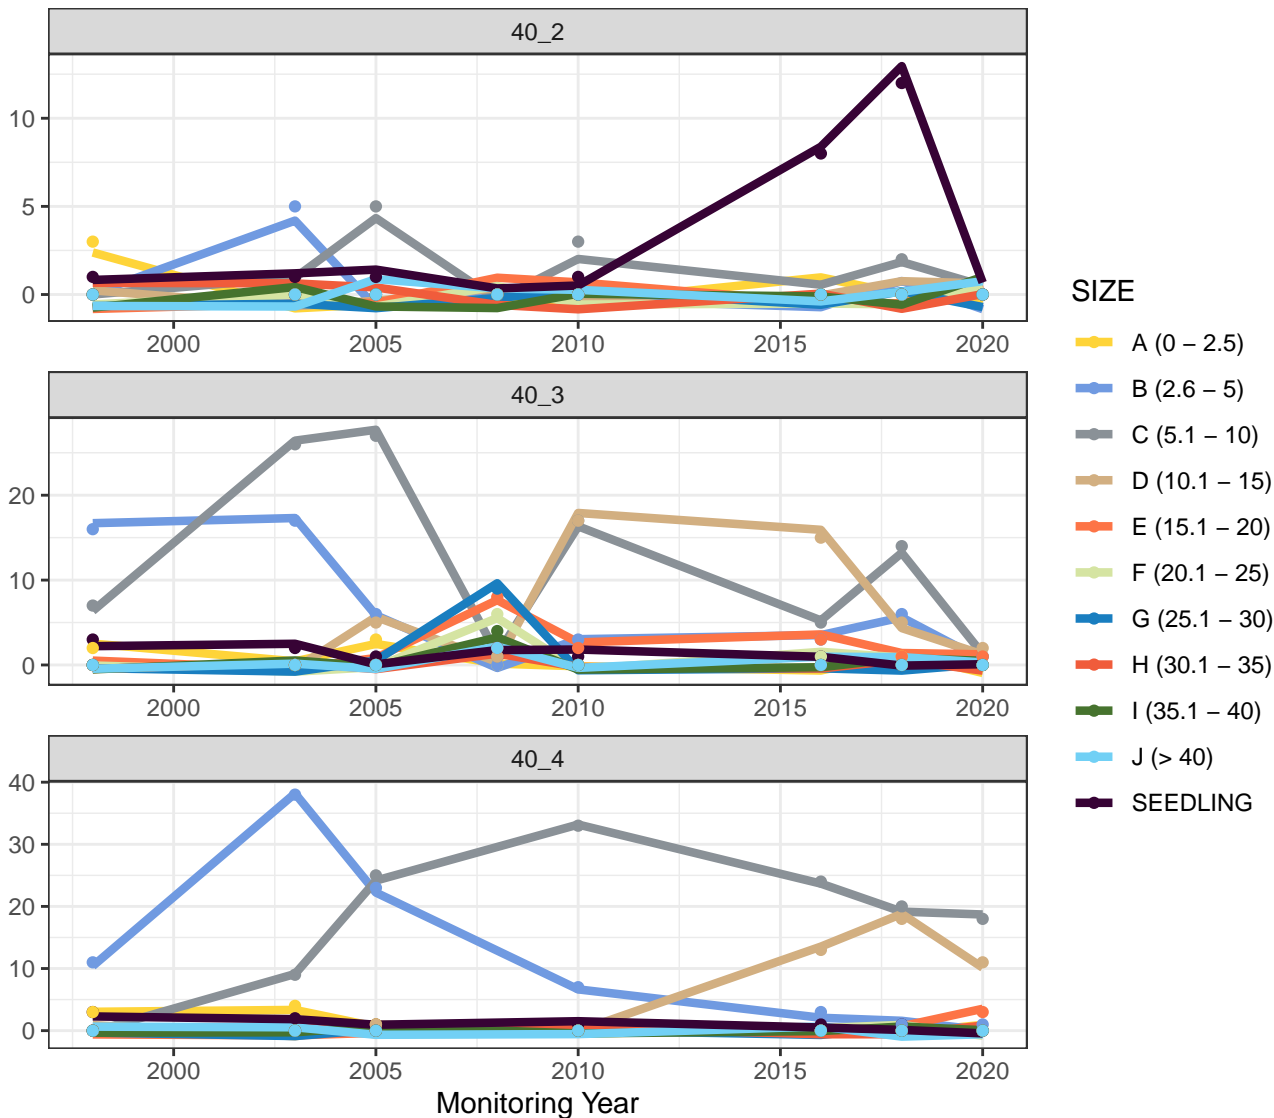 40_2
10
5
0
2000 2005 2010 2015 2020
40_3
20
10
0
2000 2005 2010 2015 2020
40_4
40
30
20
10
0
2000 2005 2010 2015 2020
Monitoring Year
SIZE
A (0 − 2.5)
B (2.6 − 5)
C (5.1 − 10)
D (10.1 − 15)
E (15.1 − 20)
F (20.1 − 25)
G (25.1 − 30)
H (30.1 − 35)
I (35.1 − 40)
J (> 40)
SEEDLING